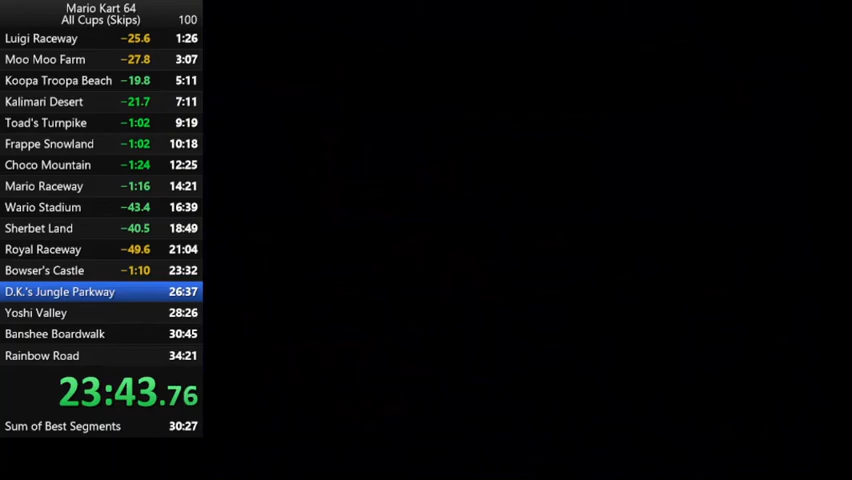 Mario Kart 64
All Cups (Skips) 100
Luigi Raceway −25.6 1:26
Moo Moo Farm −27.8 3:07
Koopa Troopa Beach −19.8 5:11
Kalimari Desert −21.7 7:11
Toad's Turnpike −1:02 9:19
Frappe Snowland −1:02 10:18
Choco Mountain −1:24 12:25
Mario Raceway −1:16 14:21
Wario Stadium −43.4 16:39
Sherbet Land −40.5 18:49
Royal Raceway −49.6 21:04
Bowser's Castle −1:10 23:32
D.K.'s Jungle Parkway 26:37
Yoshi Valley 28:26
Banshee Boardwalk 30:45
Rainbow Road 34:21
23:43.76
Sum of Best Segments 30:27